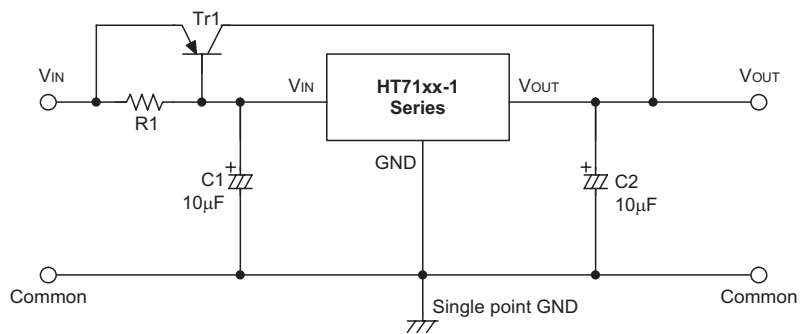 Tr1
VIN
R1
VIN
HT71xx-1
Series
VOUT
VOUT
GND
C1
10μF
C2
10μF
Common
Single point GND
Common